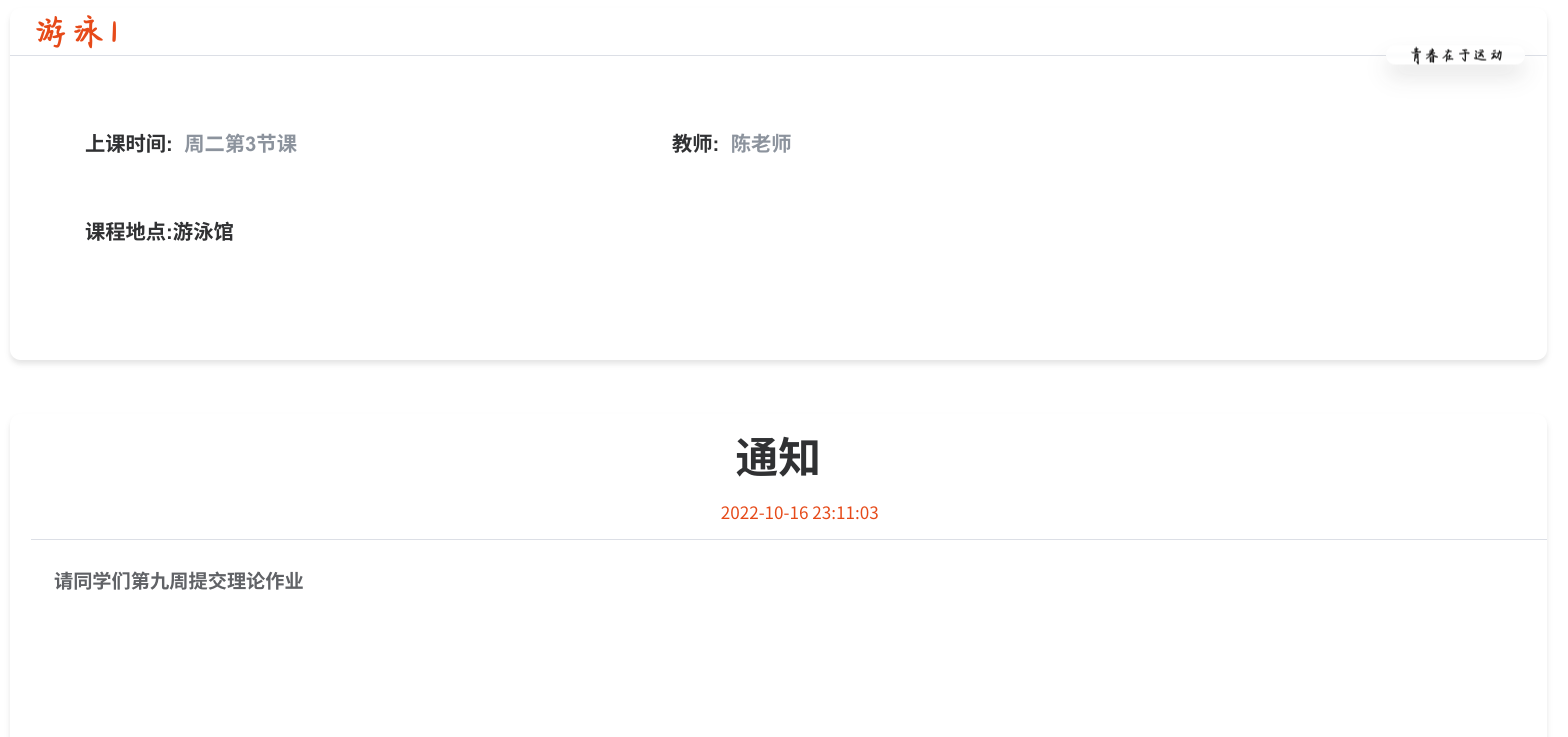 游泳1
青春在于运动
上课时间: 周二第3节课
教师: 陈老师
课程地点:游泳馆
通知
2022-10-16 23:11:03
请同学们第九周提交理论作业